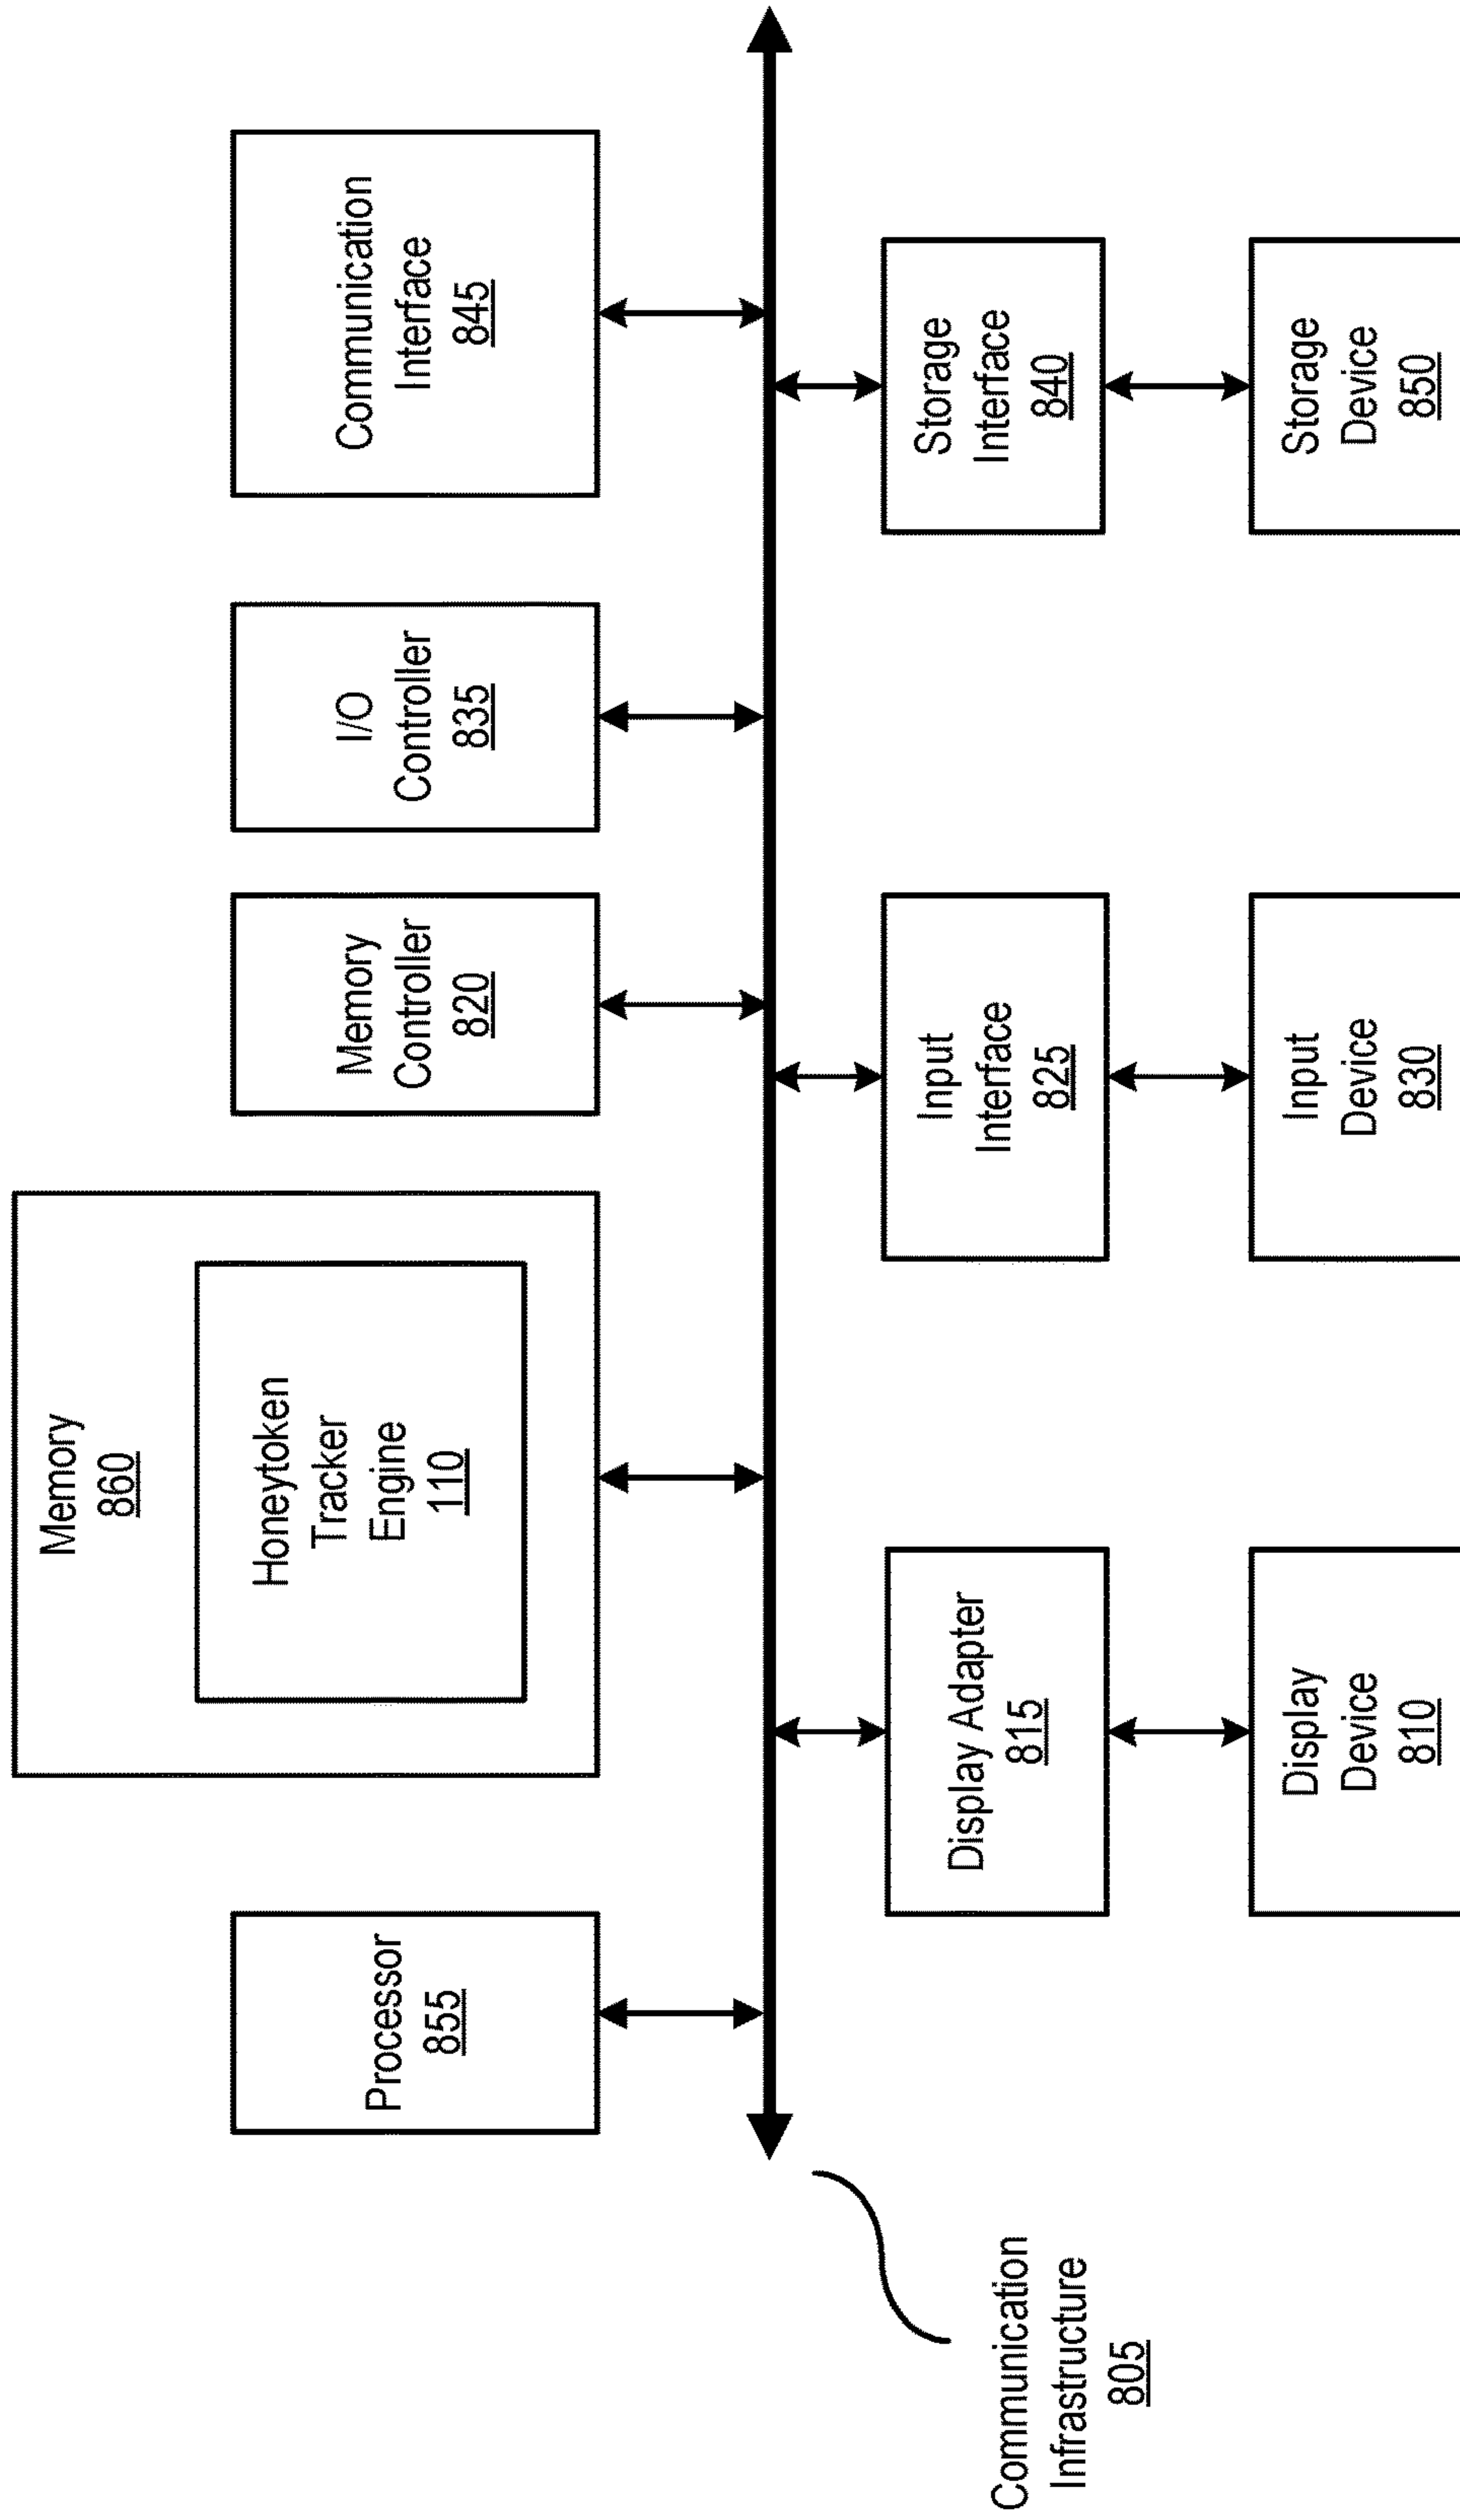 Processor
855
Memory
860
Honeytoken
Tracker
Engine
110
Memory
Controller
820
I/O
Controller
835
Communication
Interface
845
Communication
Infrastructure
805
Display Adapter
815
Input
Interface
825
Storage
Interface
840
Display
Device
810
Input
Device
830
Storage
Device
850